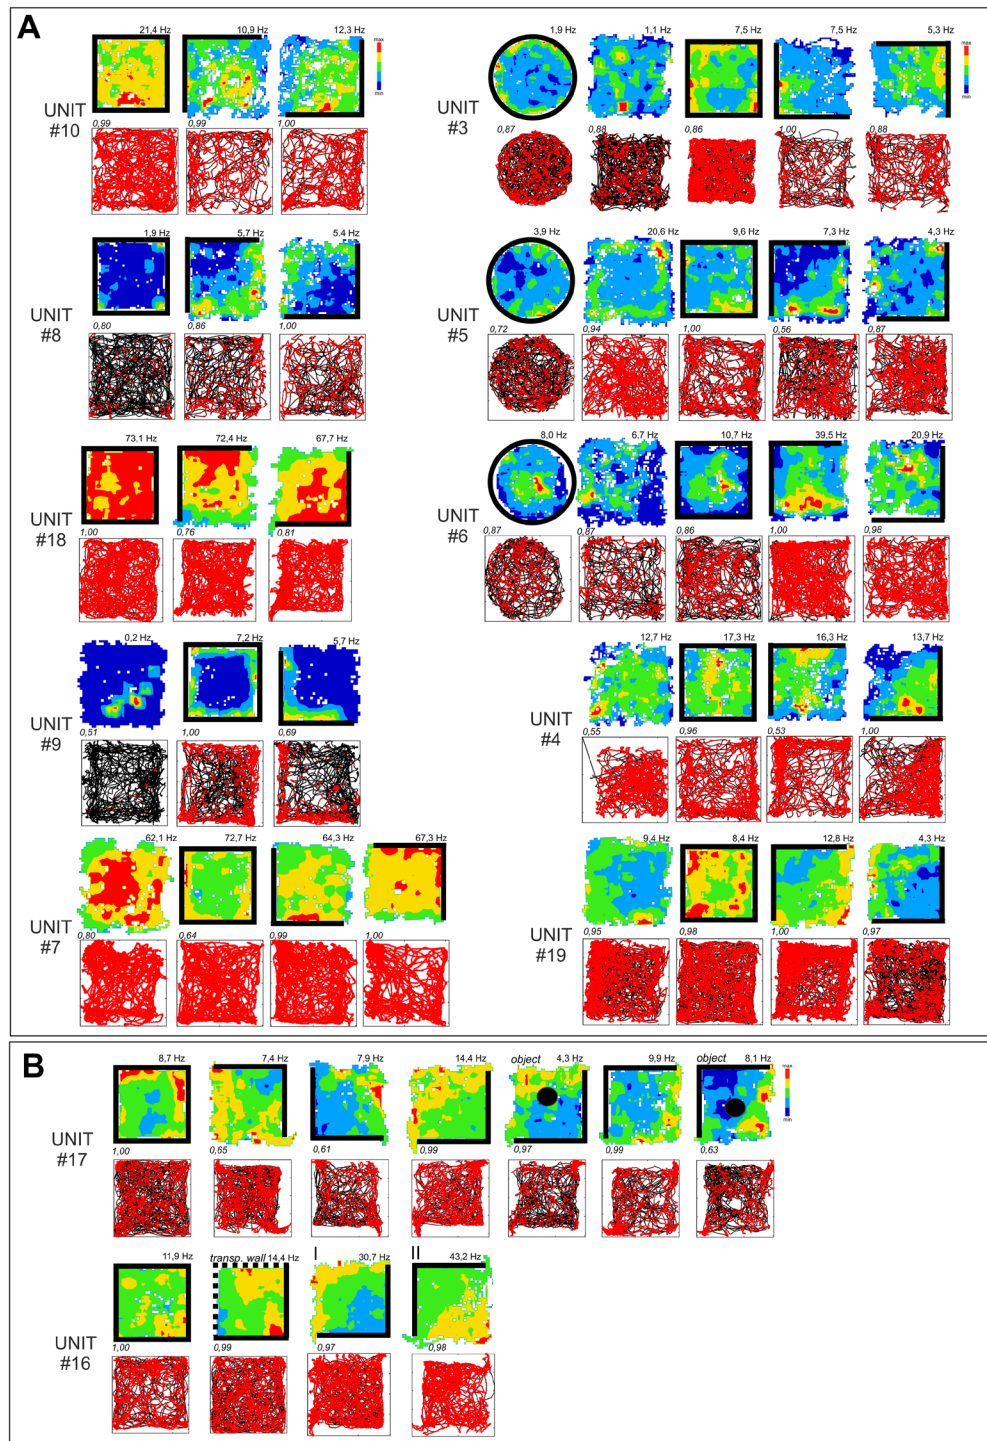 A
21,4 Hz 10,9 Hz 12,3 Hz
max
min
UNIT
#10
0,99 0,99 1,00
1,9 Hz 1,1 Hz 7,5 Hz 7,5 Hz 5,3 Hz
max
min
UNIT
#3
0,87 0,88 0,86 1,00 0,88
1,9 Hz 5,7 Hz 5.4 Hz
UNIT
#8
0,80 0,86 1,00
3,9 Hz 20,6 Hz 9,6 Hz 7,3 Hz 4,3 Hz
UNIT
#5
0,72 0,94 1,00 0,56 0,87
73,1 Hz 72,4 Hz 67,7 Hz
UNIT
#18
1,00 0,76 0,81
8,0 Hz 6,7 Hz 10,7 Hz 39,5 Hz 20,9 Hz
UNIT
#6
0,87 0,87 0,86 1,00 0,98
0,2 Hz 7,2 Hz 5,7 Hz
UNIT
#9
0,51 1,00 0,69
12,7 Hz 17,3 Hz 16,3 Hz 13,7 Hz
UNIT
#4
0,55 0,96 0,53 1,00
62,1 Hz 72,7 Hz 64,3 Hz 67,3 Hz
UNIT
#7
0,80 0,64 0,99 1,00
9,4 Hz 8,4 Hz 12,8 Hz 4,3 Hz
UNIT
#19
0,95 0,98 1,00 0,97
B
8,7 Hz 7,4 Hz 7,9 Hz 14,4 Hz object 4,3 Hz 9,9 Hz object 8,1 Hz
max
min
UNIT
#17
1,00 0,65 0,61 0,99 0,97 0,99 0,63
11,9 Hz transp. wall 14,4 Hz I 30,7 Hz II 43,2 Hz
UNIT
#16
1,00 0,99 0,97 0,98